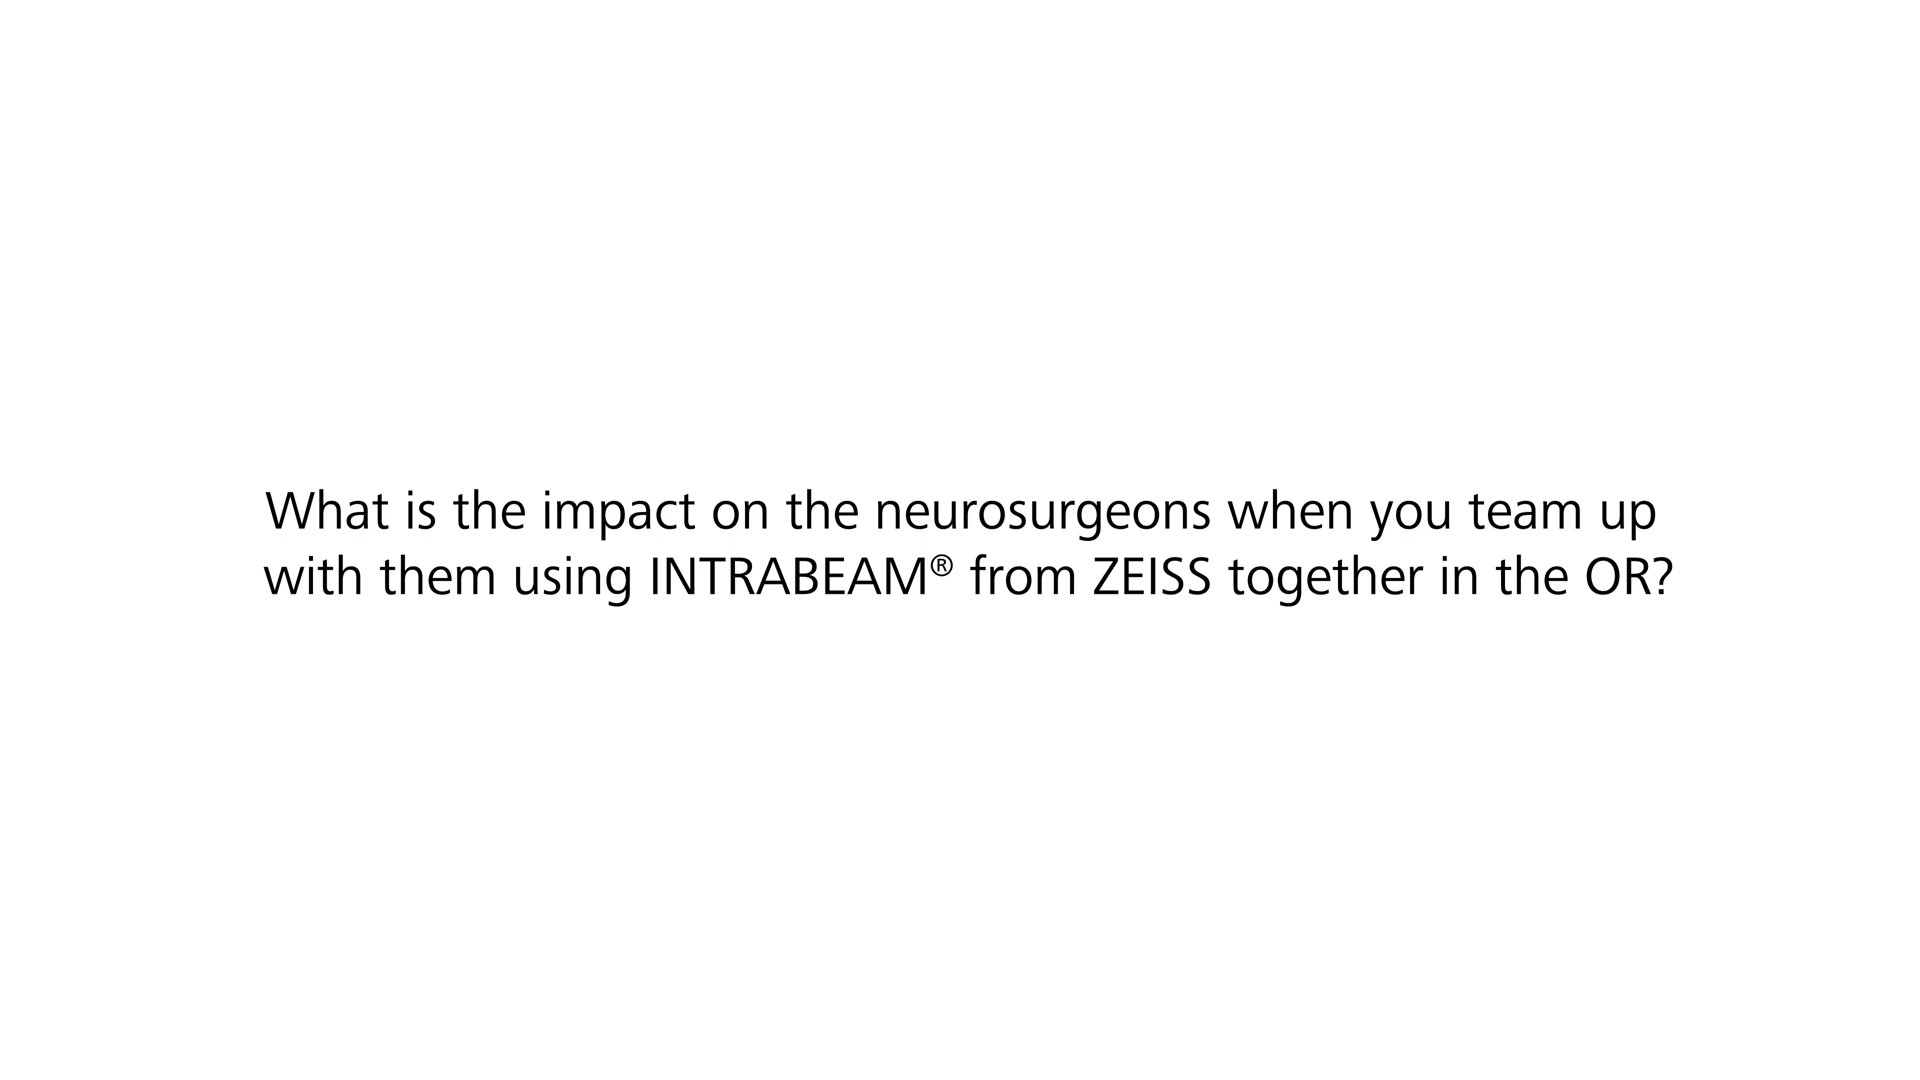 What is the impact on the neurosurgeons when you team up
with them using INTRABEAM® from ZEISS together in the OR?